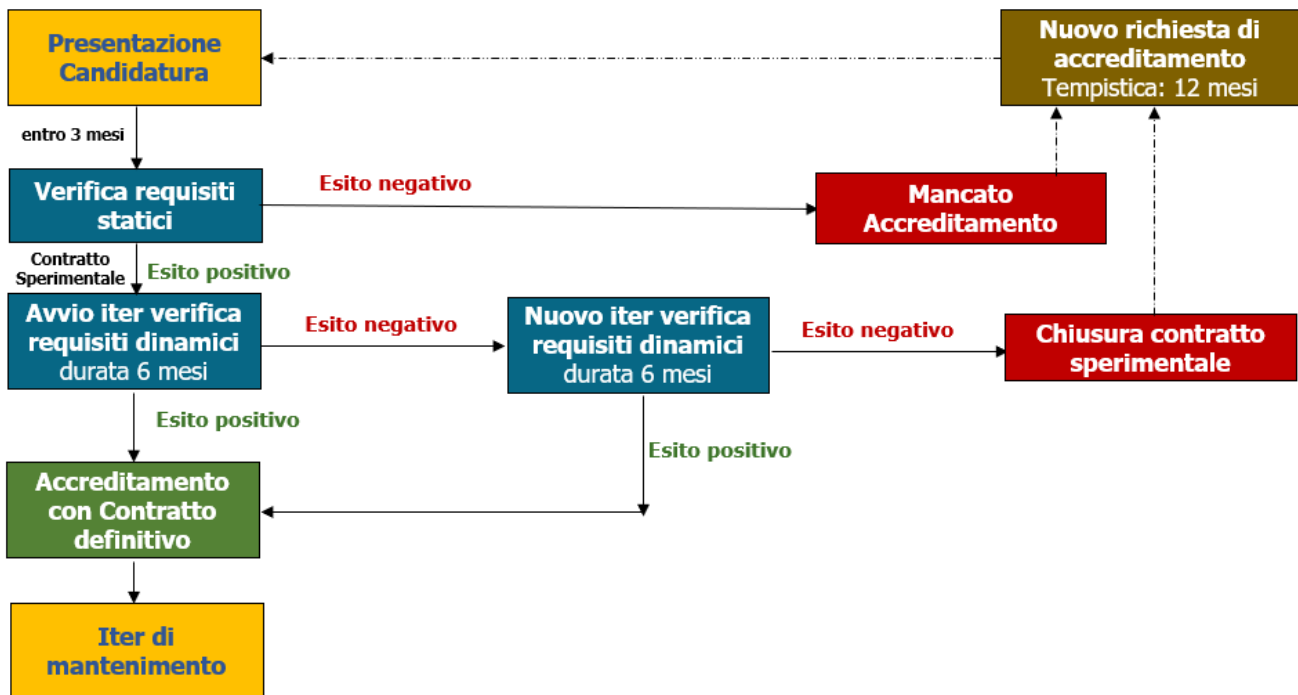 Presentazione
Candidatura
Nuovo richiesta di
accreditamento
Tempistica: 12 mesi
entro 3 mesi
Verifica requisiti
statici
Esito negativo
Mancato
Accreditamento
Contratto
Sperimentale
Esito positivo
Avvio iter verifica
requisiti dinamici
durata 6 mesi
Esito negativo
Nuovo iter verifica
requisiti dinamici
durata 6 mesi
Esito negativo
Chiusura contratto
sperimentale
Esito positivo
Esito positivo
Accreditamento
con Contratto
definitivo
Iter di
mantenimento